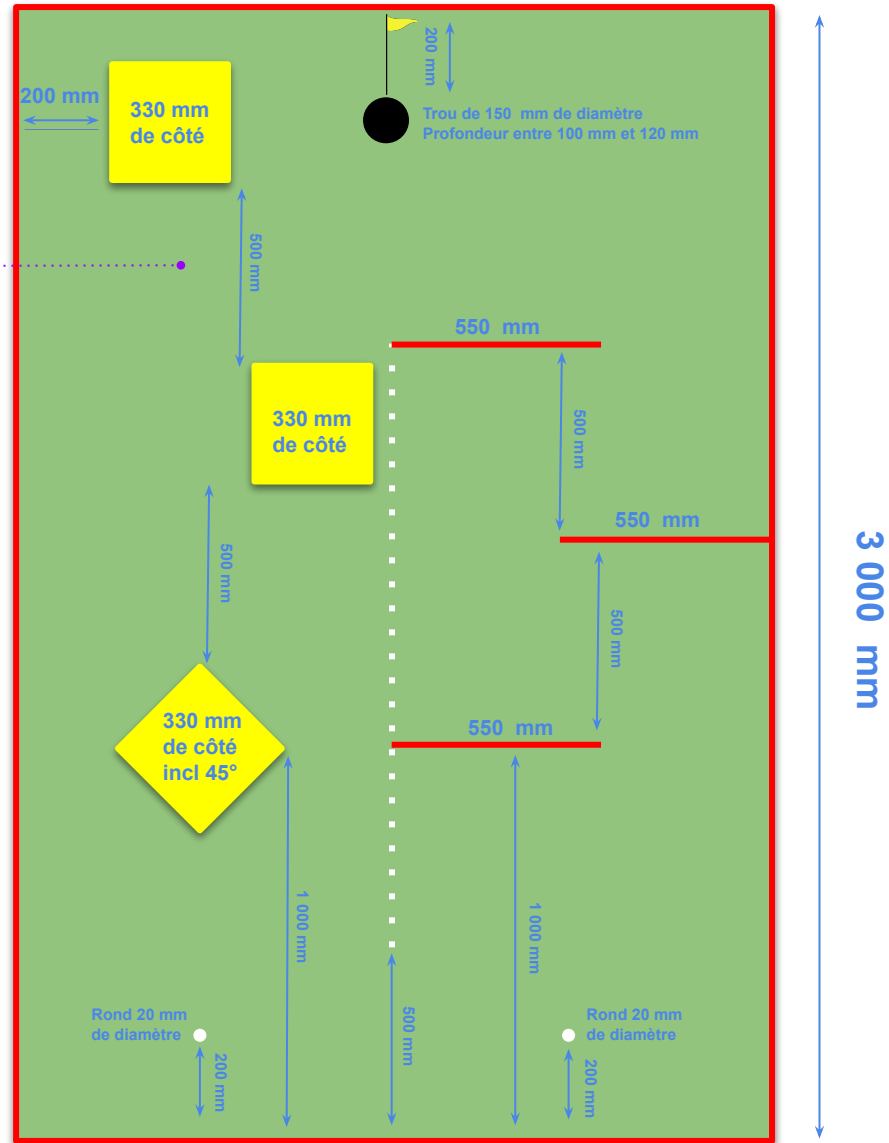 200 mm
330 mm
de côté
200 mm
Trou de 150 mm de diamètre
Profondeur entre 100 mm et 120 mm
500 mm
550 mm
330 mm
de côté
500 mm
550 mm
500 mm
3 000 mm
500 mm
330 mm
de côté
incl 45°
550 mm
1 000 mm
1 000 mm
Rond 20 mm
de diamètre
500 mm
Rond 20 mm
de diamètre
200 mm
200 mm